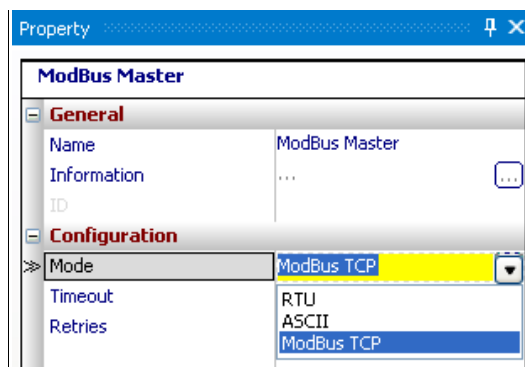 Property
ModBus Master
General
Name ModBus Master
Information ...
ID
Configuration
Mode ModBus TCP
Timeout RTU
ASCII
Retries ModBus TCP